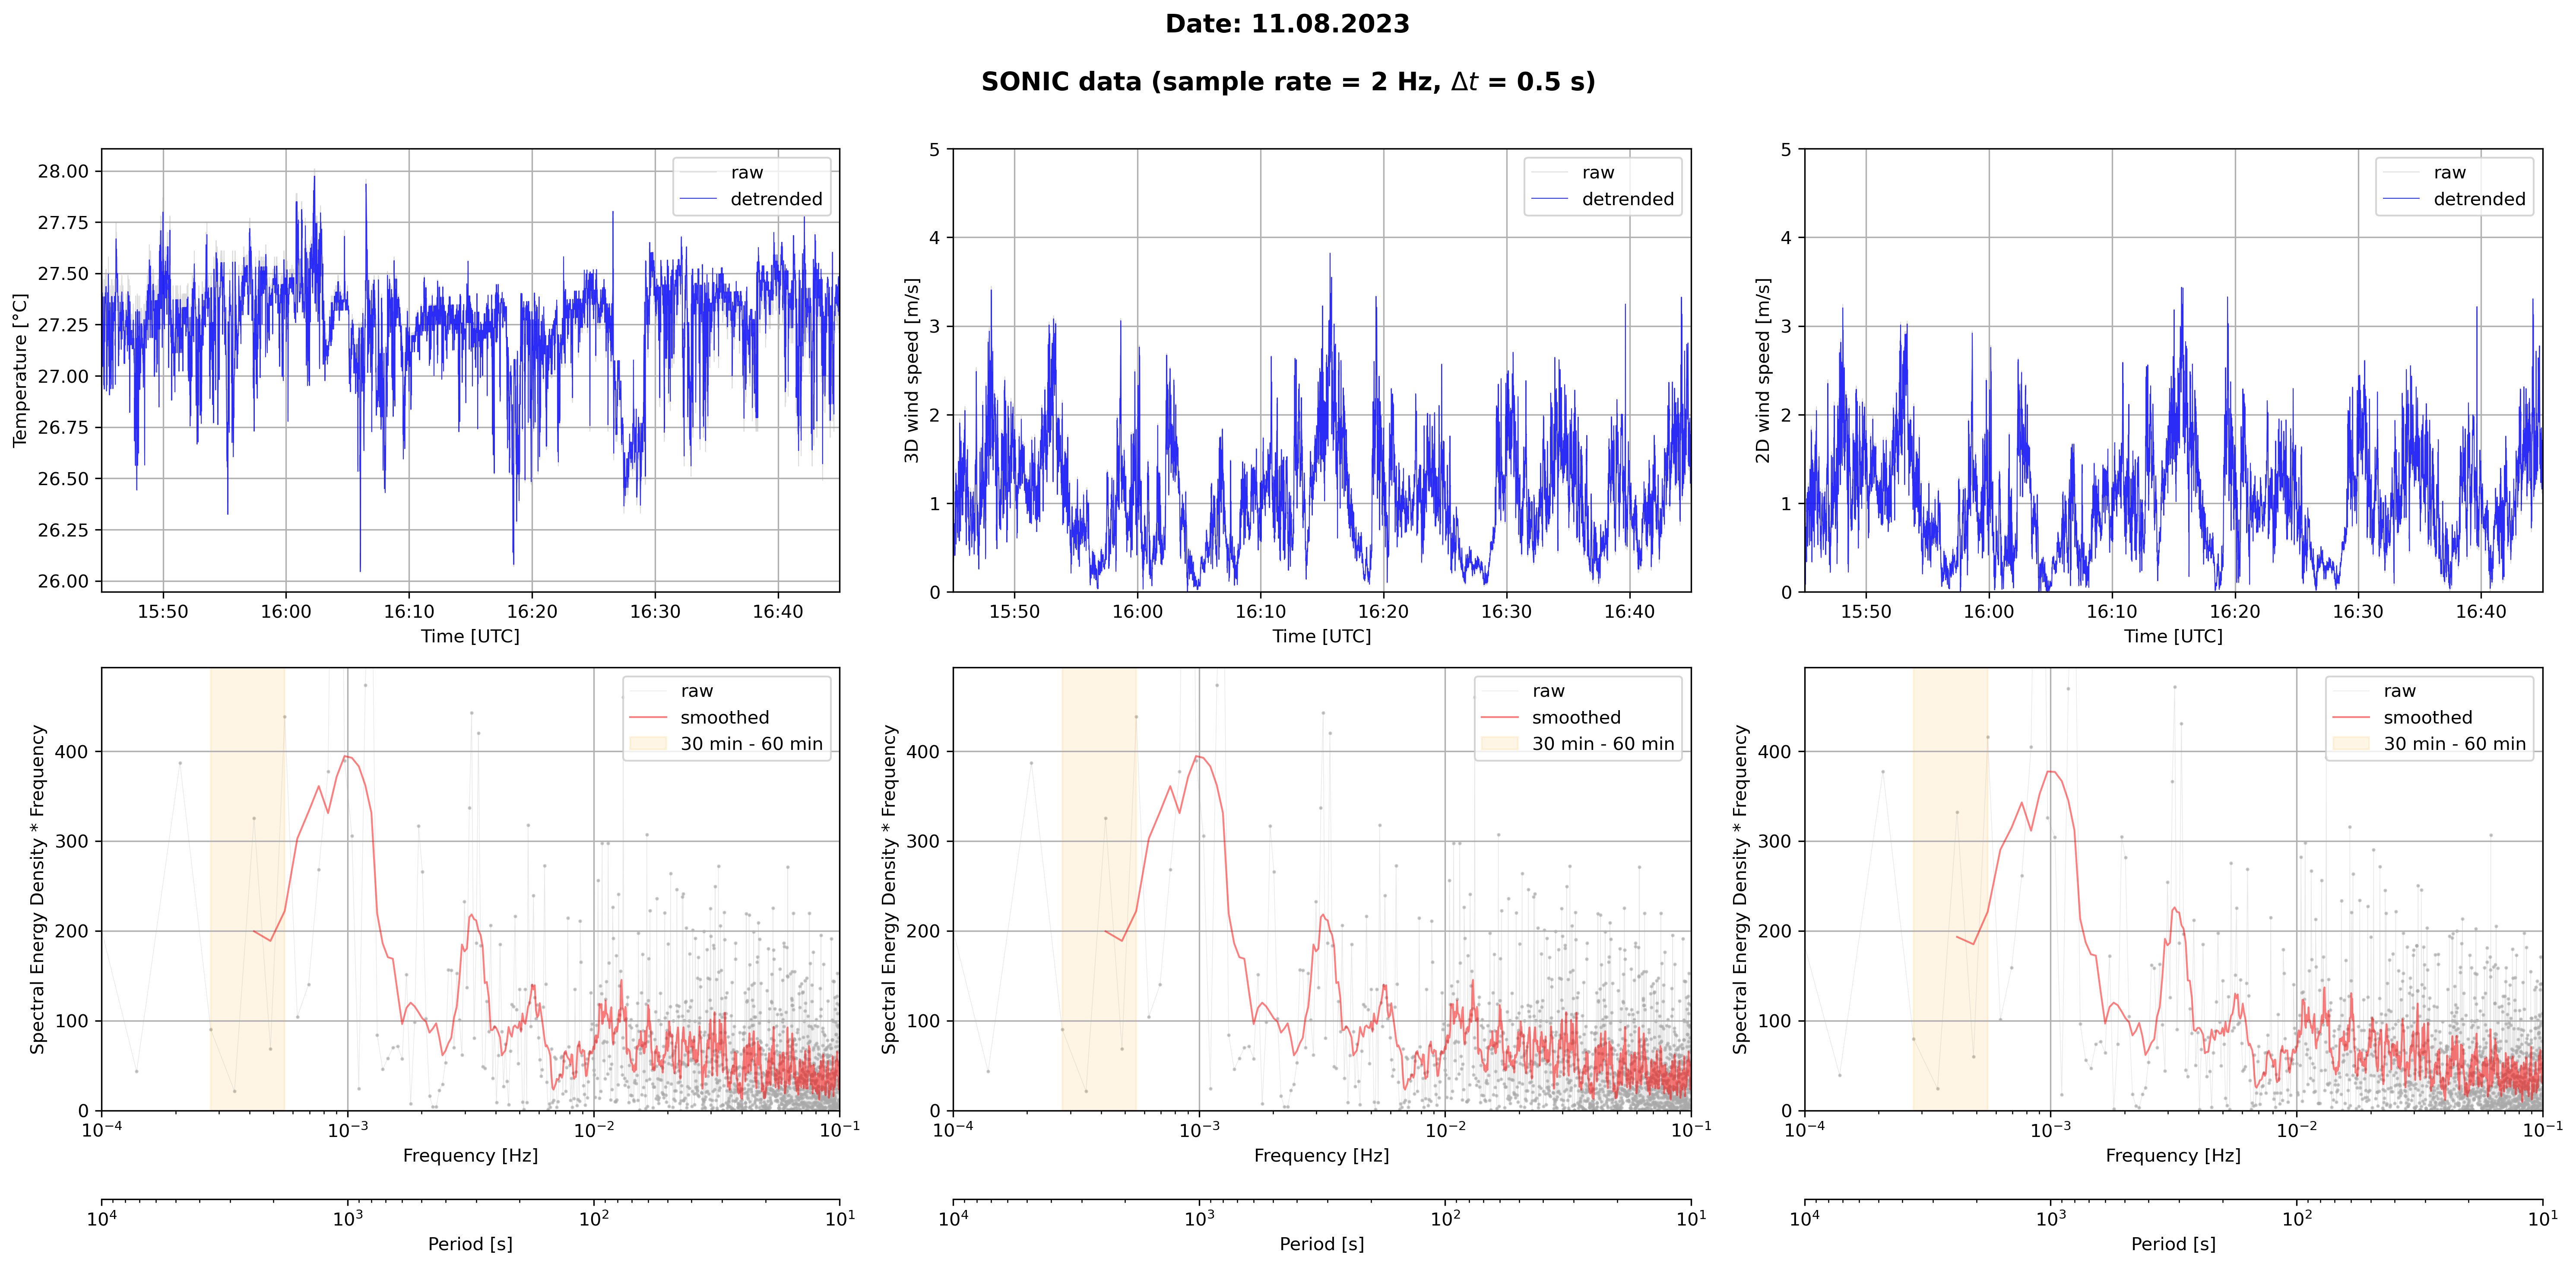 Date: 11.08.2023
SONIC data (sample rate = 2 Hz, Δt = 0.5 s)
28.00
27.75
27.50
27.25
27.00
26.75
26.50
26.25
26.00
Temperature [°C]
raw
detrended
15:50 16:00 16:10 16:20 16:30 16:40
Time [UTC]
5
4
3
2
1
0
3D wind speed [m/s]
raw
detrended
15:50 16:00 16:10 16:20 16:30 16:40
Time [UTC]
5
4
3
2
1
0
2D wind speed [m/s]
raw
detrended
15:50 16:00 16:10 16:20 16:30 16:40
Time [UTC]
400
300
200
100
0
Spectral Energy Density * Frequency
raw
smoothed
30 min - 60 min
10⁻⁴ 10⁻³ 10⁻² 10⁻¹
Frequency [Hz]
10⁴ 10³ 10² 10¹
Period [s]
400
300
200
100
0
Spectral Energy Density * Frequency
raw
smoothed
30 min - 60 min
10⁻⁴ 10⁻³ 10⁻² 10⁻¹
Frequency [Hz]
10⁴ 10³ 10² 10¹
Period [s]
400
300
200
100
0
Spectral Energy Density * Frequency
raw
smoothed
30 min - 60 min
10⁻⁴ 10⁻³ 10⁻² 10⁻¹
Frequency [Hz]
10⁴ 10³ 10² 10¹
Period [s]